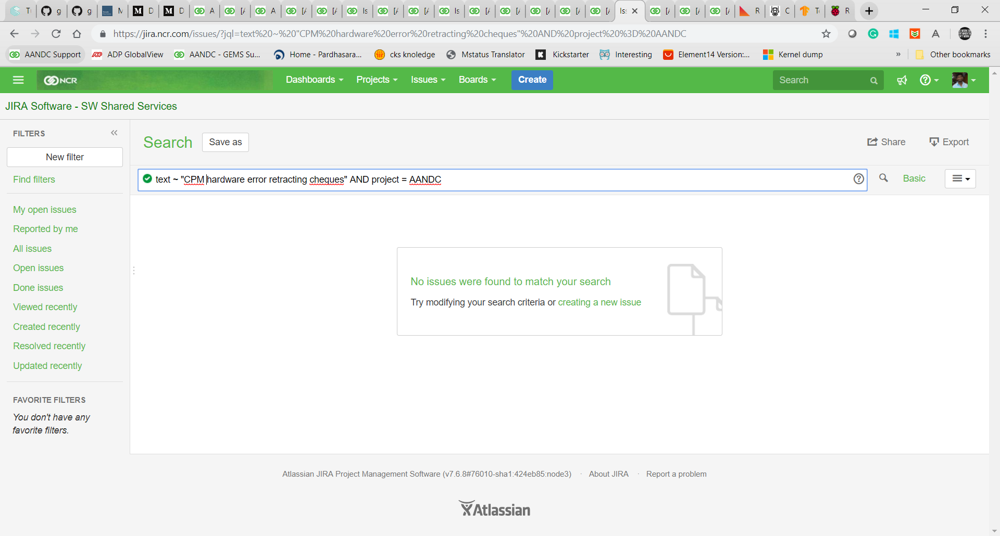 T
g
g
M
D
D
A
[A
A
[A
[A
Is
[A
[A
Is
[A
[A
[A
[A
[A
Is
[A
[A
[A
R
C
T
R
https://jira.ncr.com/issues/?jql=text%20~%20"CPM%20hardware%20error%20retracting%20cheques"%20AND%20project%20%3D%20AANDC
AANDC Support
ADP GlobalView
AANDC - GEMS Su...
Home - Pardhasara...
cks knoledge
Mstatus Translator
Kickstarter
Interesting
Element14 Version:...
Kernel dump
»
Other bookmarks
NCR
Dashboards
Projects
Issues
Boards
Create
Search
JIRA Software - SW Shared Services
FILTERS
New filter
Find filters
My open issues
Reported by me
All issues
Open issues
Done issues
Viewed recently
Created recently
Resolved recently
Updated recently
FAVORITE FILTERS
You don't have any
favorite filters.
Search
Save as
Share
Export
text ~ "CPM hardware error retracting cheques" AND project = AANDC
Basic
No issues were found to match your search
Try modifying your search criteria or creating a new issue
Atlassian JIRA Project Management Software (v7.6.8#76010-sha1:424eb85:node3) · About JIRA · Report a problem
Atlassian